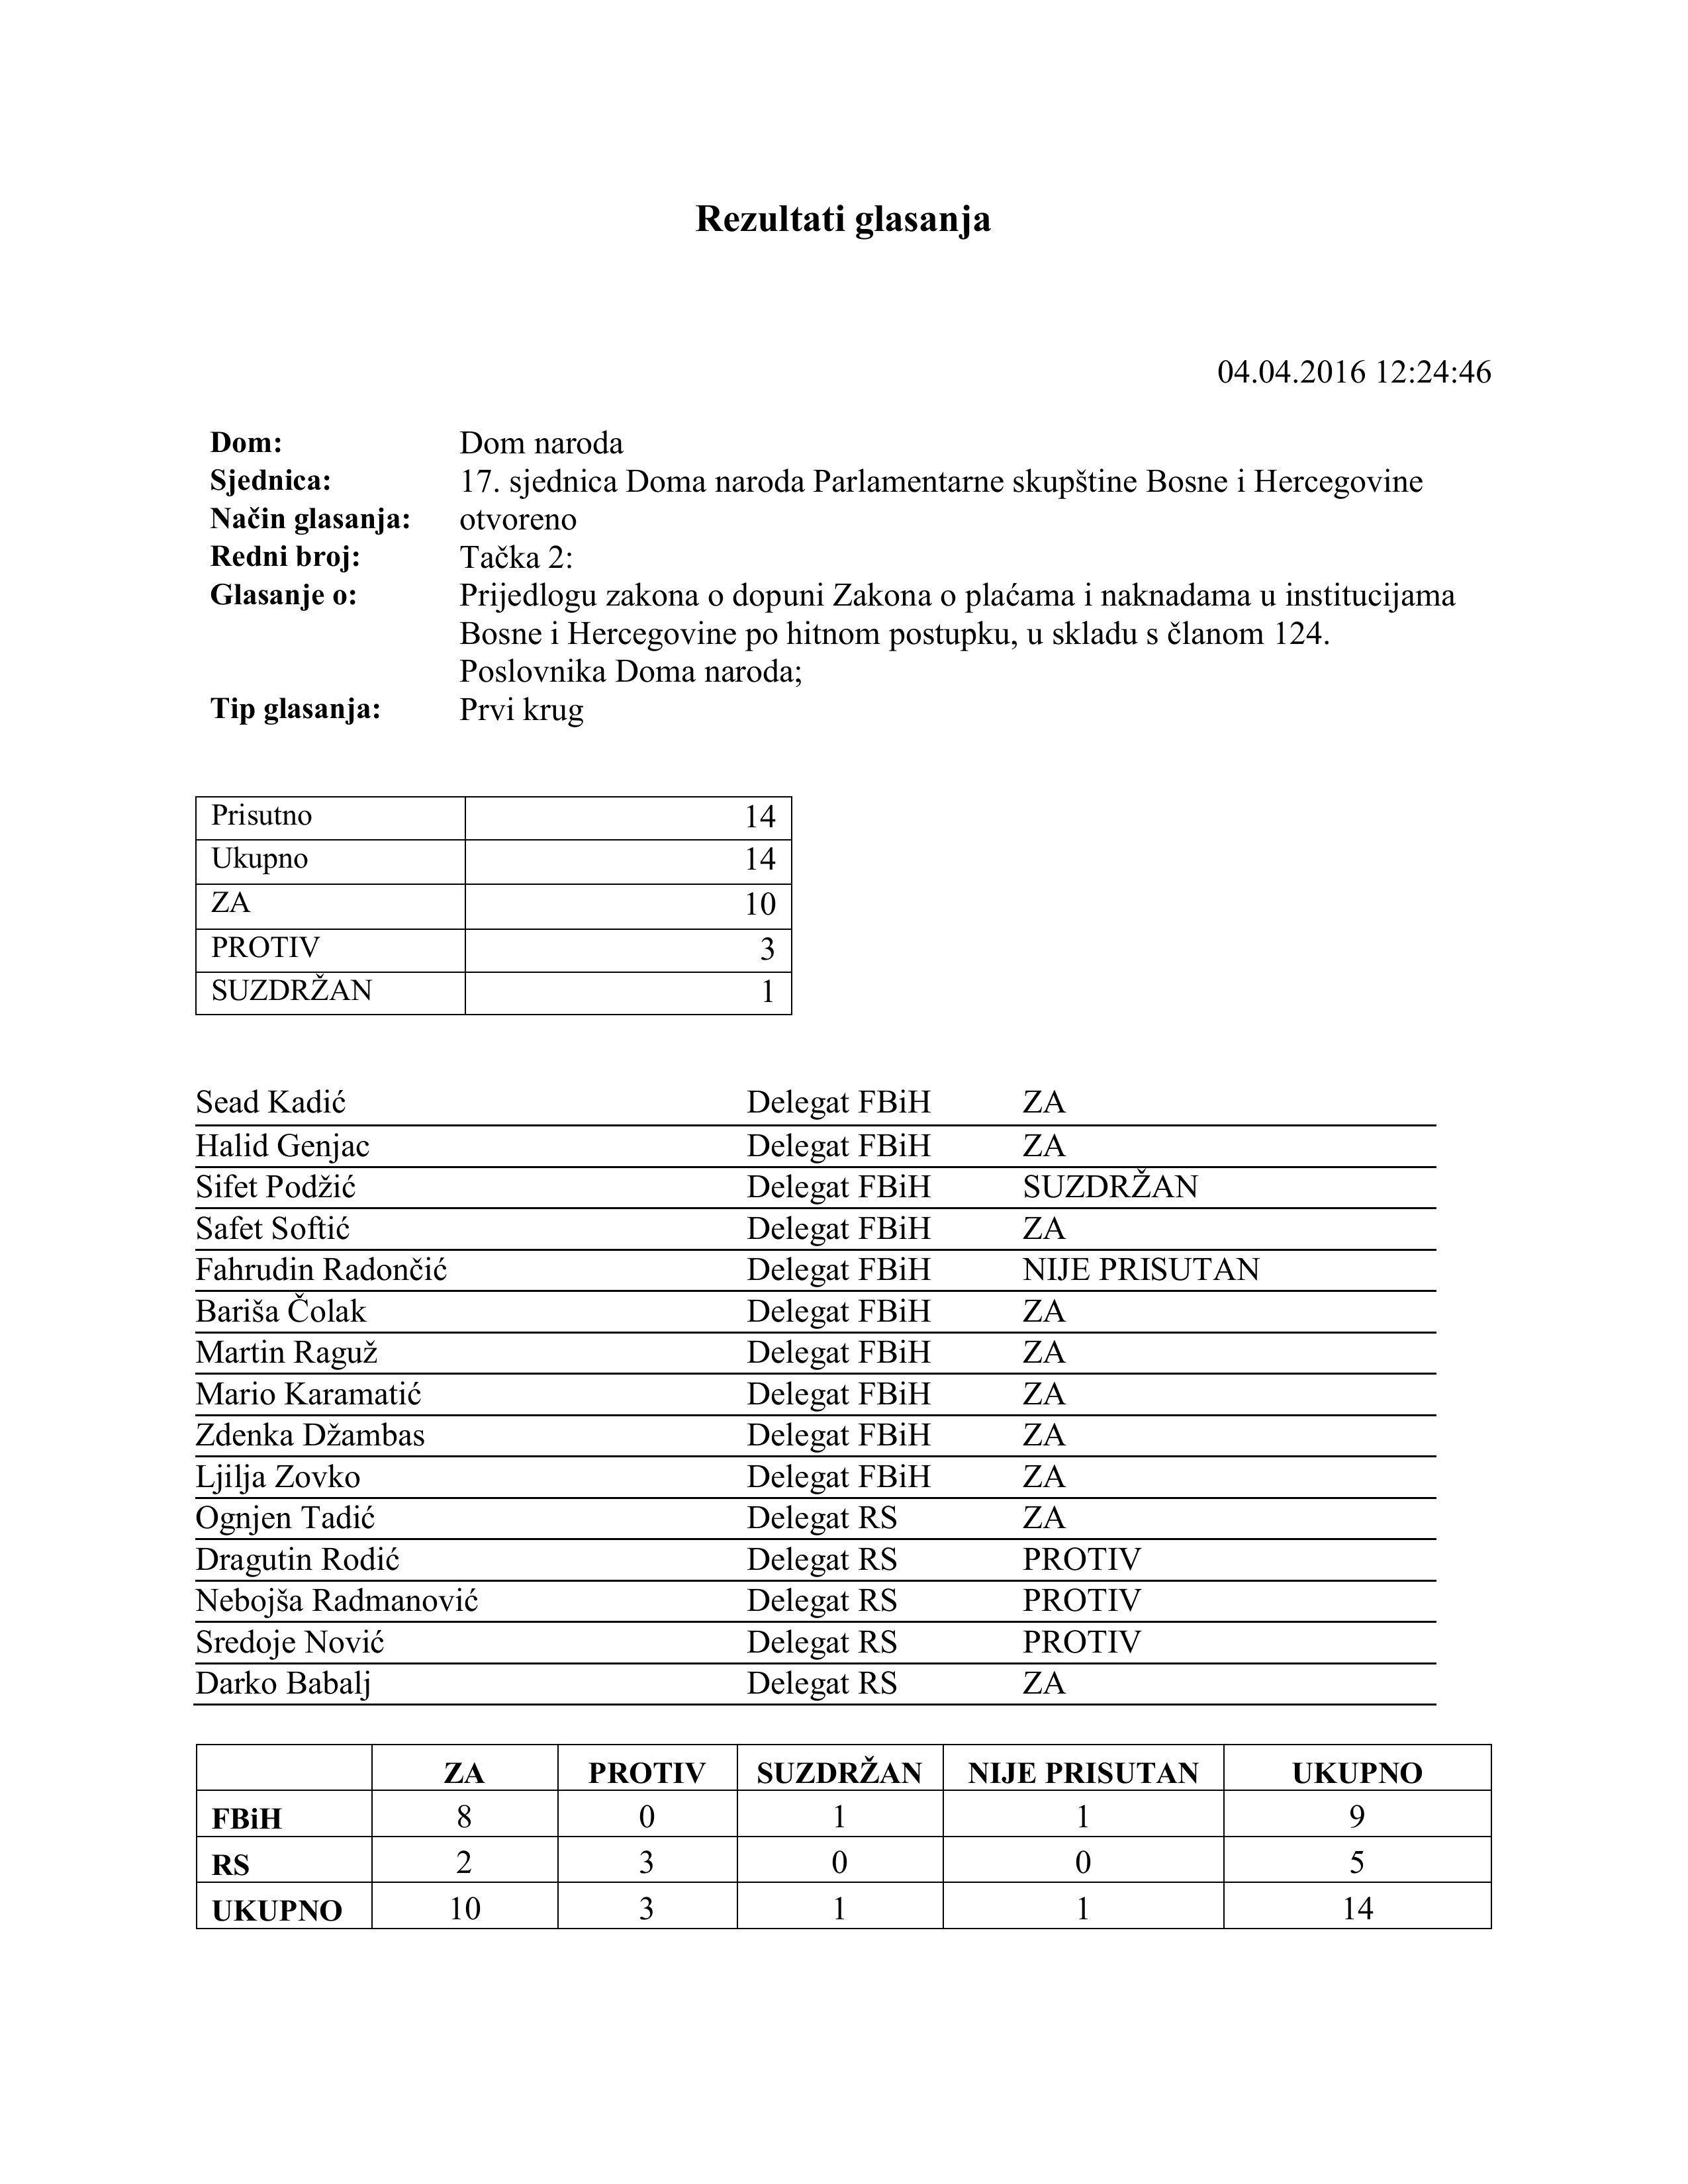 Rezultati glasanja
04.04.2016 12:24:46
Dom: Dom naroda
Sjednica: 17. sjednica Doma naroda Parlamentarne skupštine Bosne i Hercegovine
Način glasanja: otvoreno
Redni broj: Tačka 2:
Glasanje o: Prijedlogu zakona o dopuni Zakona o plaćama i naknadama u institucijama
Bosne i Hercegovine po hitnom postupku, u skladu s članom 124.
Poslovnika Doma naroda;
Tip glasanja: Prvi krug
Prisutno 14
Ukupno 14
ZA 10
PROTIV 3
SUZDRŽAN 1
Sead Kadić Delegat FBiH ZA
Halid Genjac Delegat FBiH ZA
Sifet Podžić Delegat FBiH SUZDRŽAN
Safet Softić Delegat FBiH ZA
Fahrudin Radončić Delegat FBiH NIJE PRISUTAN
Bariša Čolak Delegat FBiH ZA
Martin Raguž Delegat FBiH ZA
Mario Karamatić Delegat FBiH ZA
Zdenka Džambas Delegat FBiH ZA
Ljilja Zovko Delegat FBiH ZA
Ognjen Tadić Delegat RS ZA
Dragutin Rodić Delegat RS PROTIV
Nebojša Radmanović Delegat RS PROTIV
Sredoje Nović Delegat RS PROTIV
Darko Babalj Delegat RS ZA
ZA PROTIV SUZDRŽAN NIJE PRISUTAN UKUPNO
FBiH 8 0 1 1 9
RS 2 3 0 0 5
UKUPNO 10 3 1 1 14